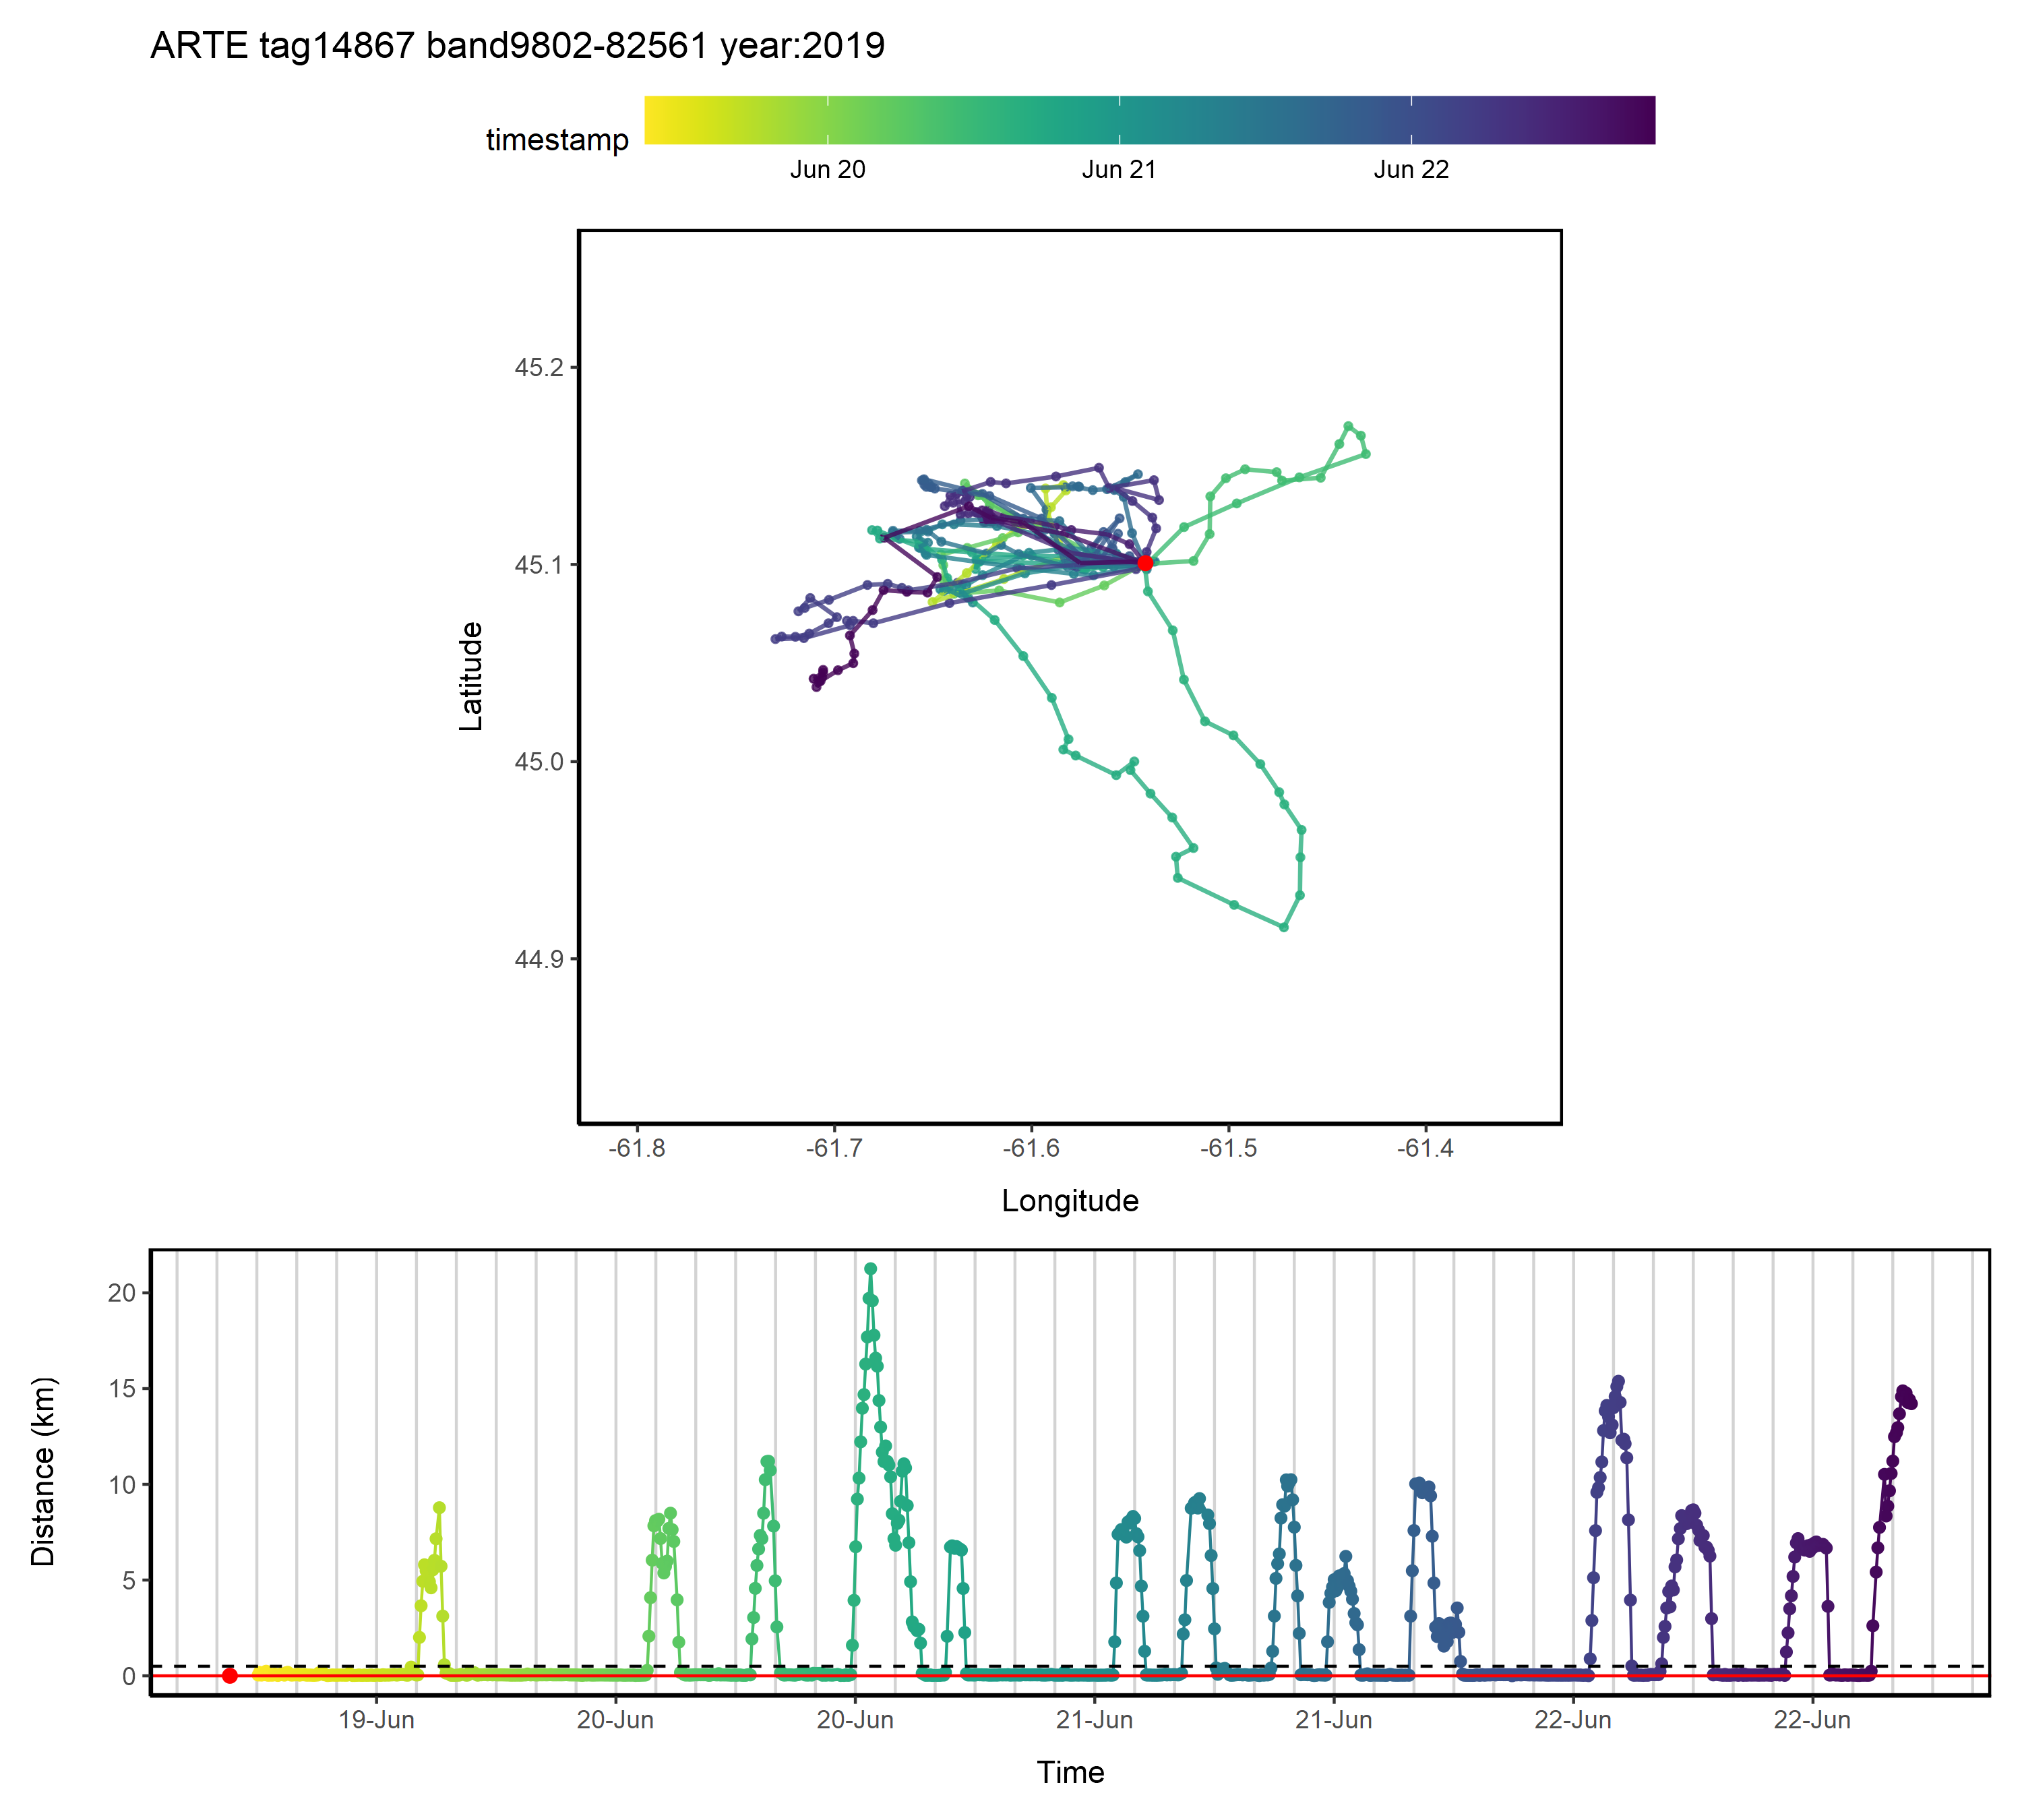 ARTE tag14867 band9802-82561 year:2019
timestamp
Jun 20 Jun 21 Jun 22
45.2
45.1
45.0
44.9
Latitude
-61.8 -61.7 -61.6 -61.5 -61.4
Longitude
20
15
10
5
0
Distance (km)
19-Jun 20-Jun 20-Jun 21-Jun 21-Jun 22-Jun 22-Jun
Time